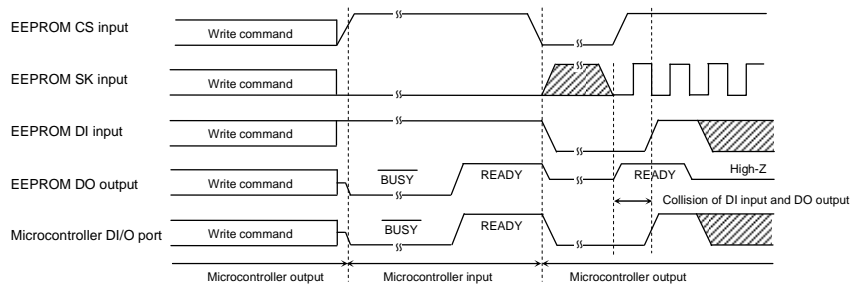 EEPROM CS input
Write command
EEPROM SK input
Write command
EEPROM DI input
Write command
EEPROM DO output
Write command
BUSY
READY
READY
High-Z
Collision of DI input and DO output
Microcontroller DI/O port
Write command
BUSY
READY
Microcontroller output
Microcontroller input
Microcontroller output